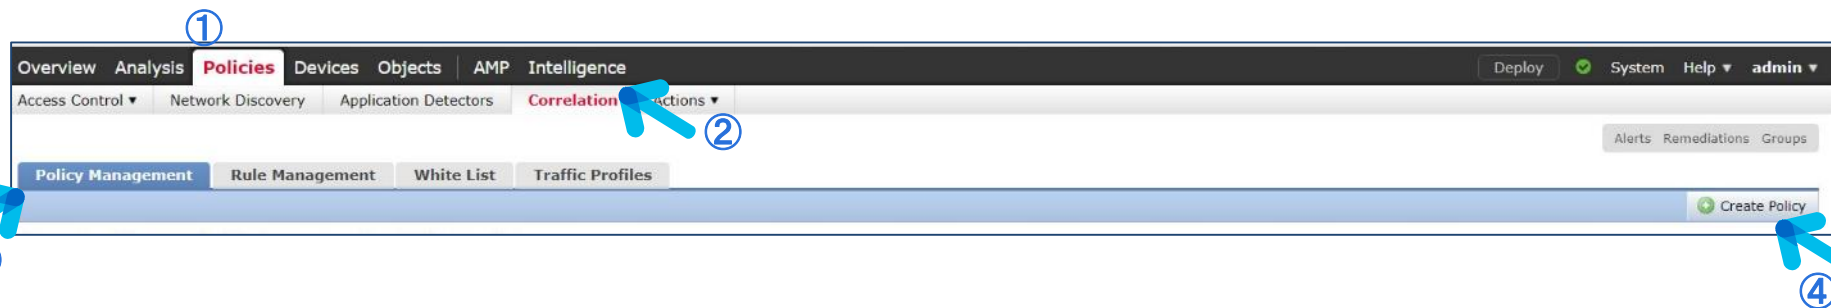 ①
Overview Analysis Policies Devices Objects AMP Intelligence Deploy System Help ▾ admin ▾
Access Control ▾ Network Discovery Application Detectors Correlation Actions ▾
②
Alerts Remediations Groups
Policy Management Rule Management White List Traffic Profiles
Create Policy
④